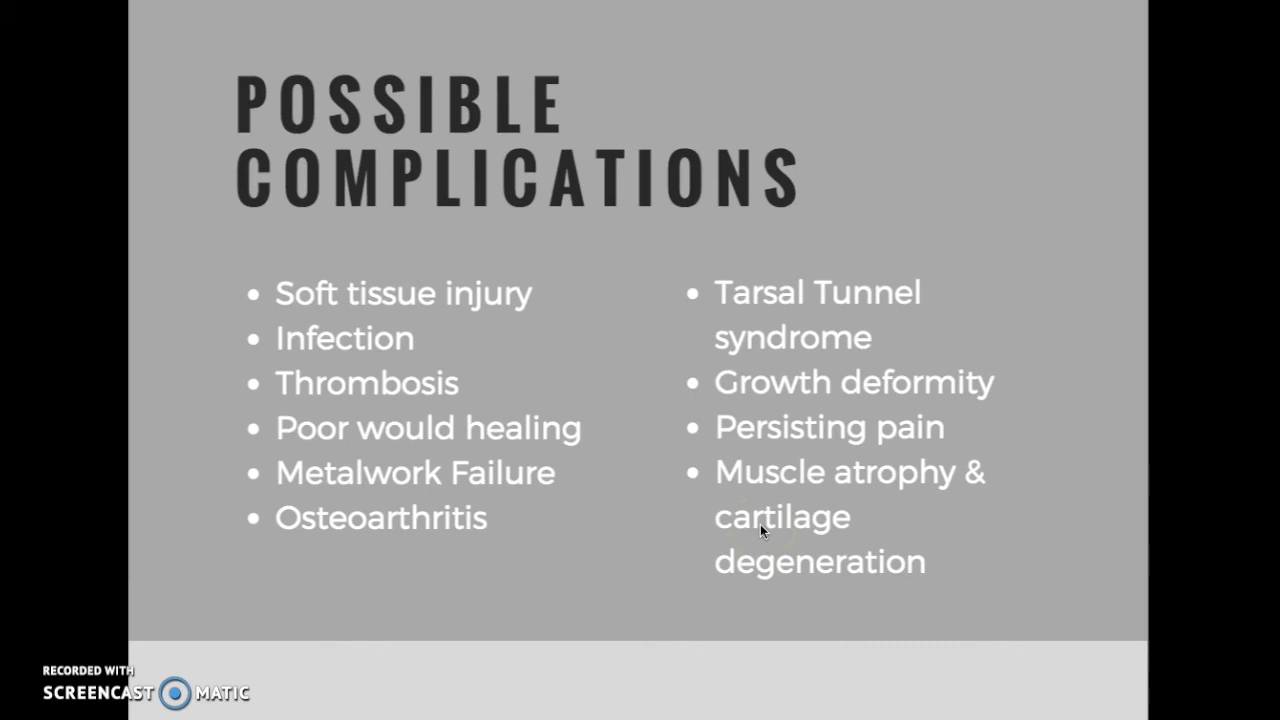 POSSIBLE
COMPLICATIONS
• Soft tissue injury
• Infection
• Thrombosis
• Poor would healing
• Metalwork Failure
• Osteoarthritis
• Tarsal Tunnel
syndrome
• Growth deformity
• Persisting pain
• Muscle atrophy &
cartilage
degeneration
RECORDED WITH
SCREENCAST MATIC